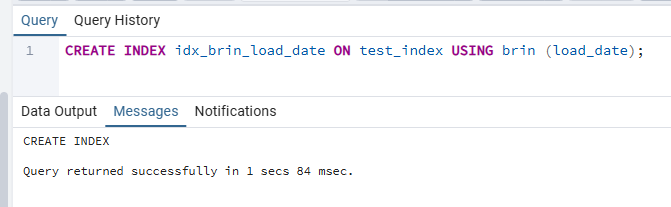 Query Query History
1 CREATE INDEX idx_brin_load_date ON test_index USING brin (load_date);
Data Output Messages Notifications
CREATE INDEX
Query returned successfully in 1 secs 84 msec.